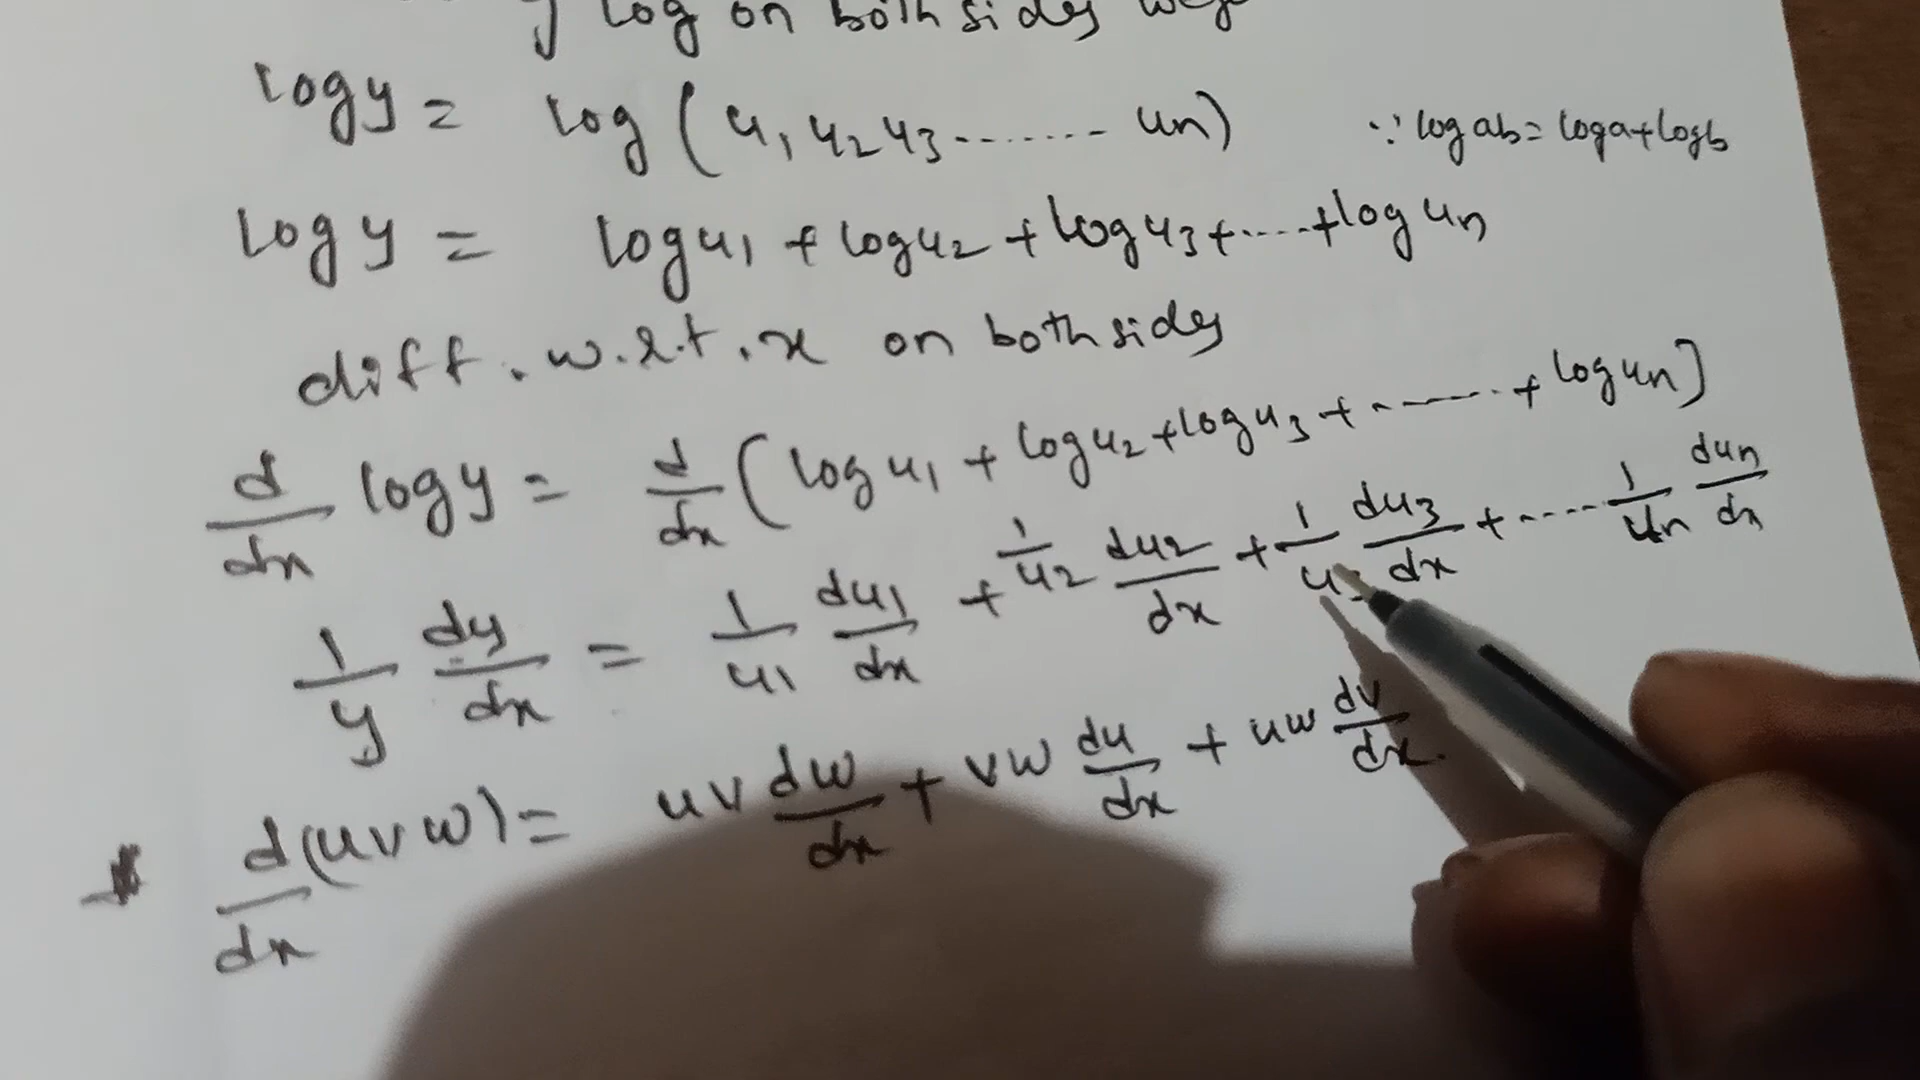 log on both sides
log y = log (u1 u2 u3 ........ un) ∵ log ab = log a + log b
log y = log u1 + log u2 + log u3 + ..... + log un
diff. w.r.t. x on both sides
d/dx log y = d/dx (log u1 + log u2 + log u3 + ....... + log un]
1/y dy/dx = 1/u1 du1/dx + 1/u2 du2/dx + 1/u3 du3/dx + ..... 1/un dun/dx
d(uvw)/dx = uv dw/dx + vw du/dx + uw dv/dx.